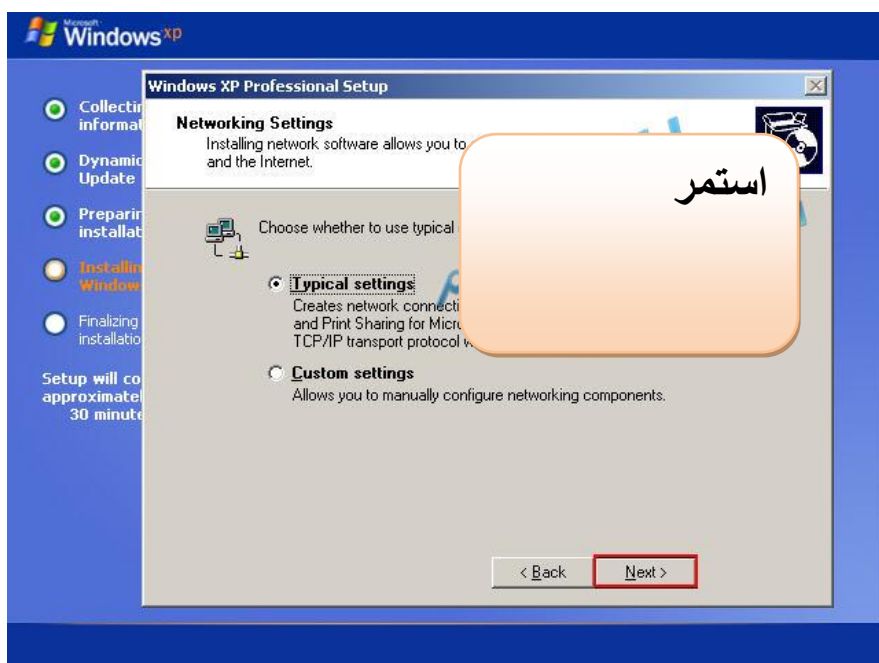 Microsoft
Windows xp
Windows XP Professional Setup
Collectin
informat
Dynamic
Update
Preparin
installat
Installin
Window
Finalizing
installatio
Setup will co
approximatel
30 minute
Networking Settings
Installing network software allows you to
and the Internet.
استمر
Choose whether to use typical
Typical settings
Creates network connecti
and Print Sharing for Micro
TCP/IP transport protocol
Custom settings
Allows you to manually configure networking components.
< Back
Next >